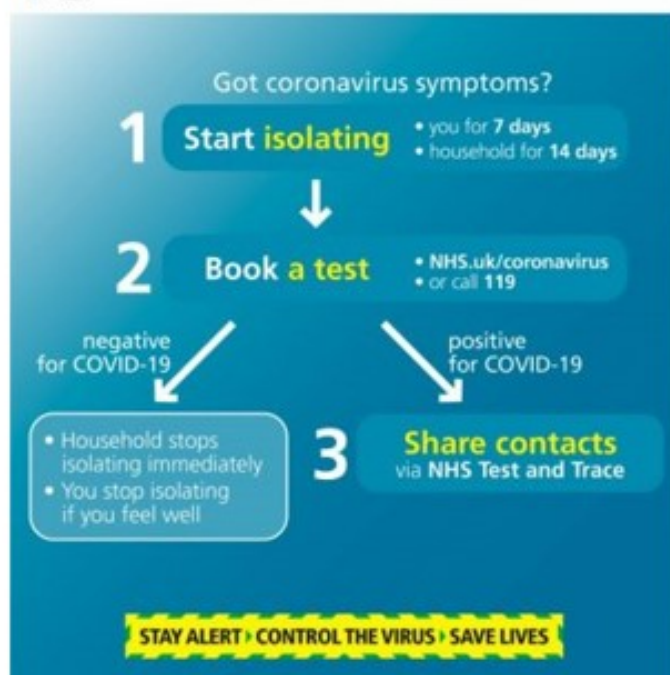 Got coronavirus symptoms?
1
Start isolating
• you for 7 days
• household for 14 days
2
Book a test
• NHS.uk/coronavirus
• or call 119
negative
for COVID-19
positive
for COVID-19
• Household stops
isolating immediately
• You stop isolating
if you feel well
3
Share contacts
via NHS Test and Trace
STAY ALERT › CONTROL THE VIRUS › SAVE LIVES